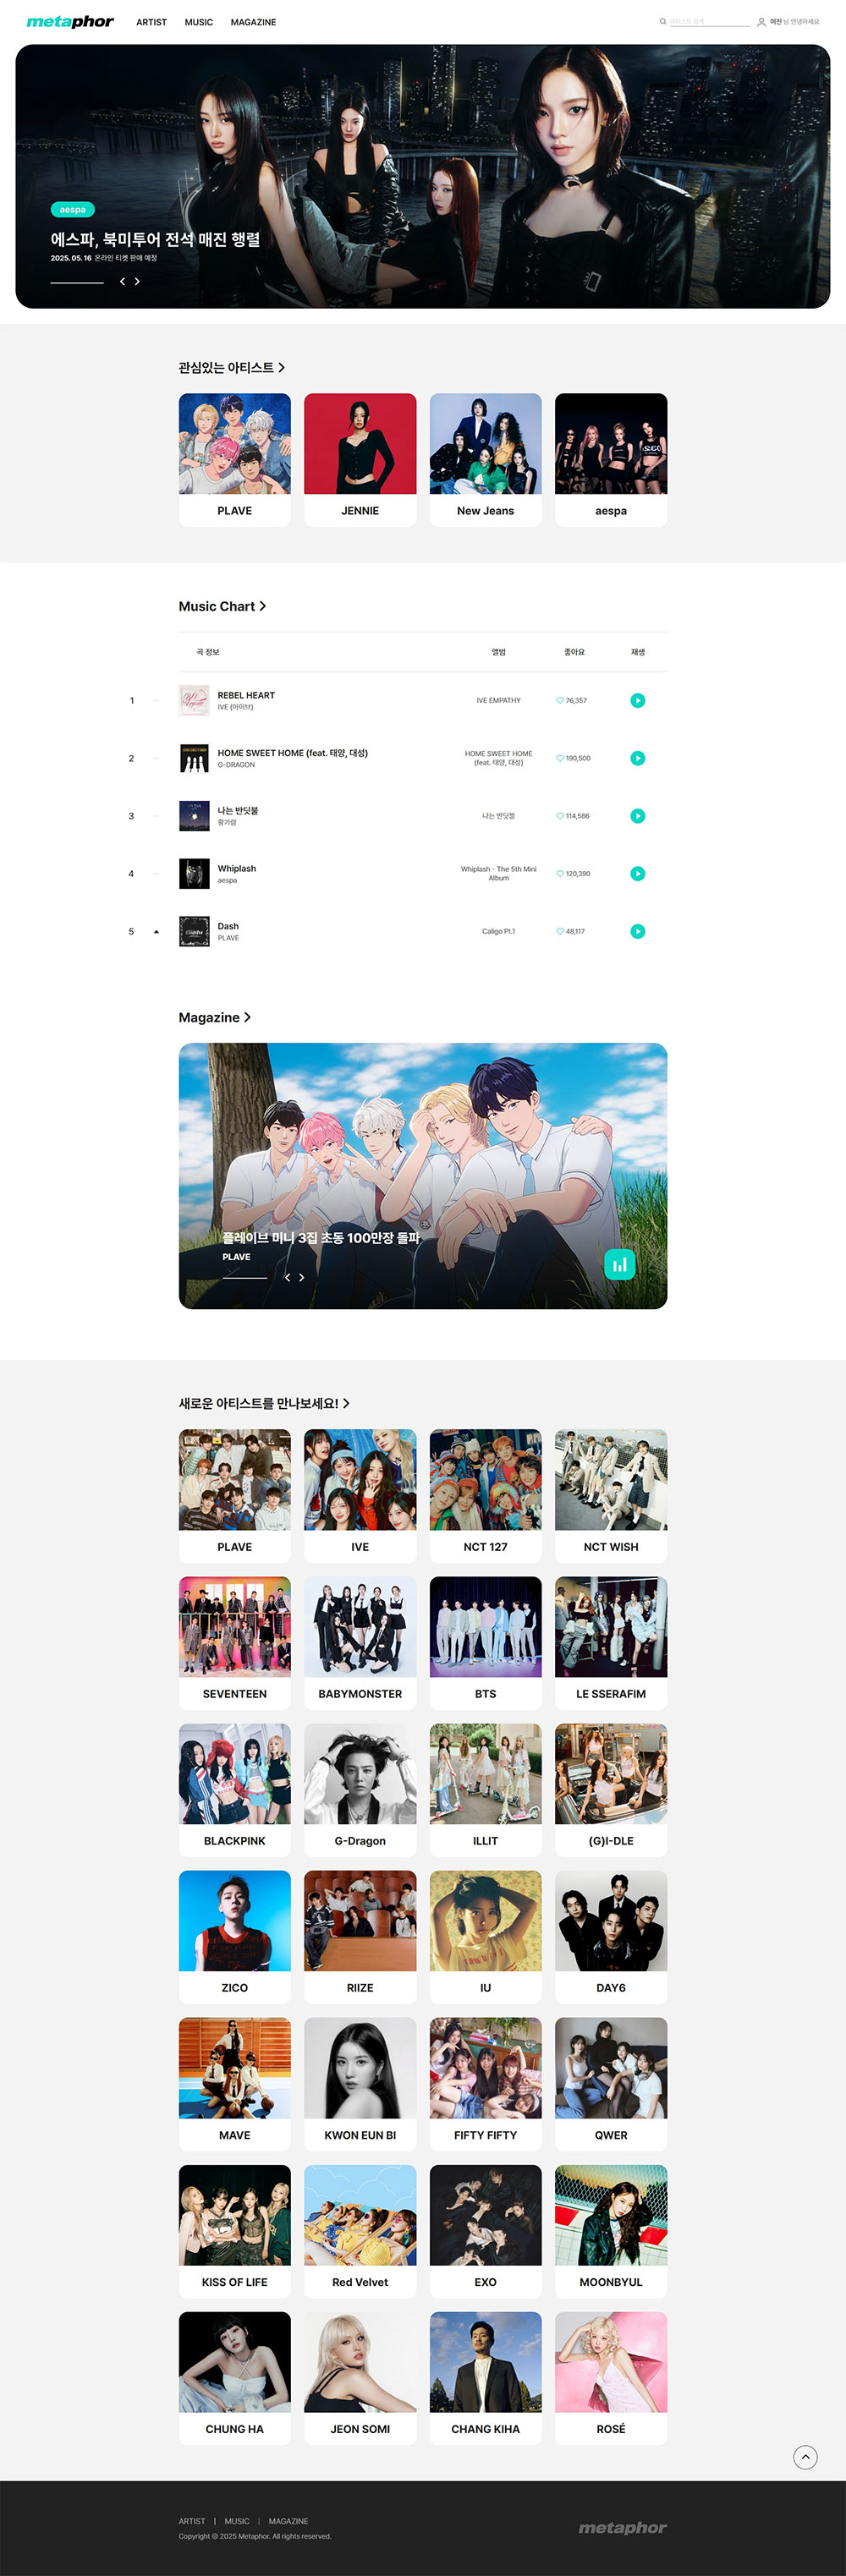 metaphor
ARTIST MUSIC MAGAZINE
아티스트 검색
여진 님 안녕하세요
aespa
에스파, 북미투어 전석 매진 행렬
2025. 05. 16 온라인 티켓 판매 예정
관심있는 아티스트
PLAVE JENNIE New Jeans aespa
Music Chart
곡 정보 앨범 좋아요 재생
1 REBEL HEART
IVE (아이브)
IVE EMPATHY
76,357
2 HOME SWEET HOME (feat. 태양, 대성)
G-DRAGON
HOME SWEET HOME
(feat. 태양, 대성)
190,500
3 나는 반딧불
황가람
나는 반딧불
114,586
4 Whiplash
aespa
Whiplash - The 5th Mini
Album
120,390
5 Dash
PLAVE
Caligo Pt.1
48,117
Magazine
플레이브 미니 3집 초동 100만장 돌파
PLAVE
새로운 아티스트를 만나보세요!
PLAVE IVE NCT 127 NCT WISH
SEVENTEEN BABYMONSTER BTS LE SSERAFIM
BLACKPINK G-Dragon ILLIT (G)I-DLE
ZICO RIIZE IU DAY6
MAVE KWON EUN BI FIFTY FIFTY QWER
KISS OF LIFE Red Velvet EXO MOONBYUL
CHUNG HA JEON SOMI CHANG KIHA ROSÉ
ARTIST | MUSIC | MAGAZINE
Copyright © 2025 Metaphor. All rights reserved.
metaphor